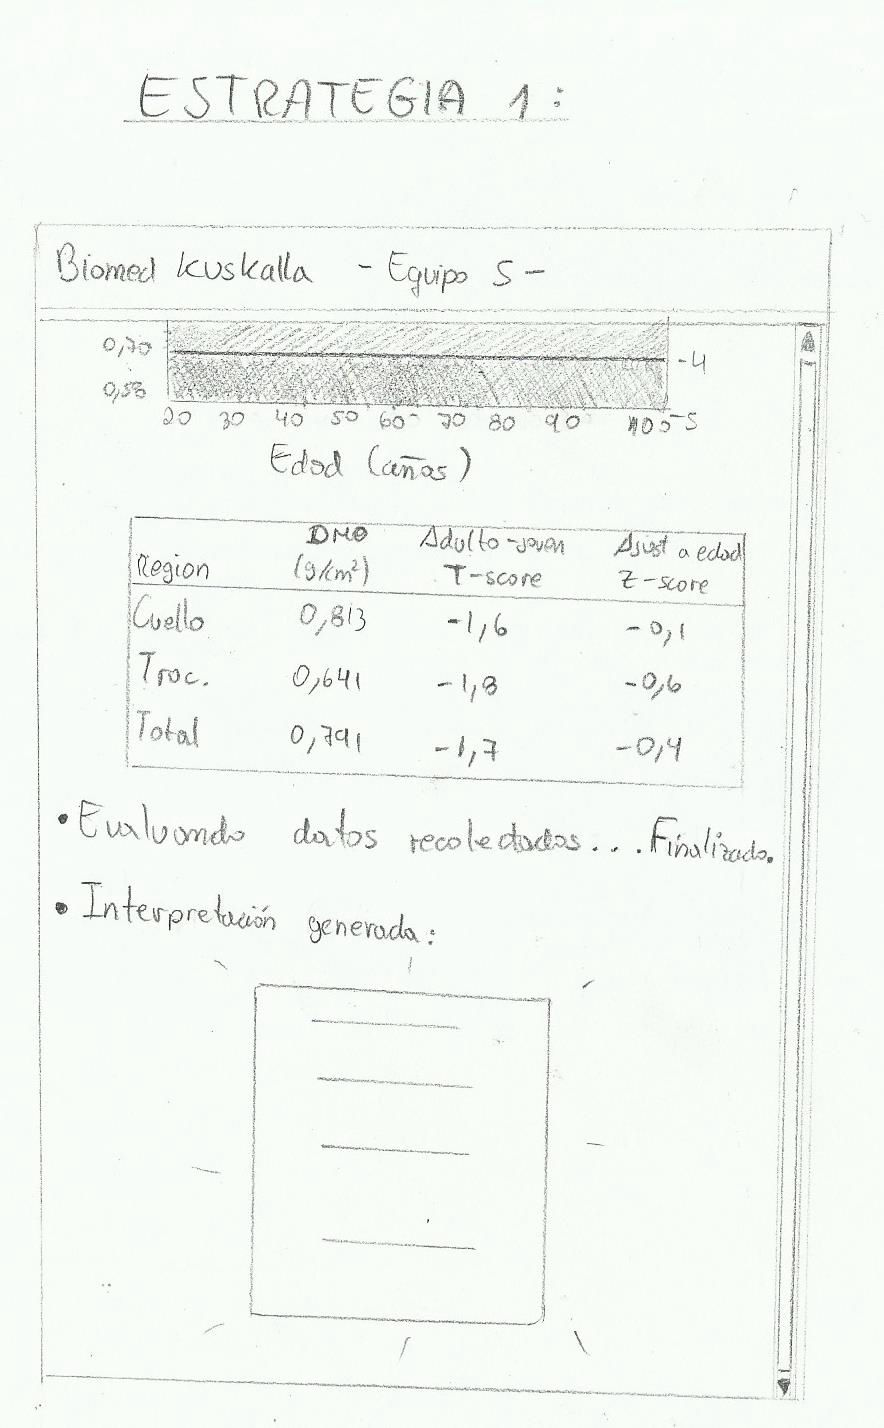 ESTRATEGIA 1:
Biomed Kuskalla - Equipo 5 -
0,70
-4
0,58
20 30 40 50 60 70 80 90 100 -5
Edad (años)
Region DMO (g/cm²) Adulto-joven T-score Ajust a edad Z-score
Cuello 0,813 -1,6 -0,1
Troc. 0,641 -1,8 -0,6
Total 0,791 -1,7 -0,4
• Evaluando datos recolectados... Finalizado.
• Interpretación generada: